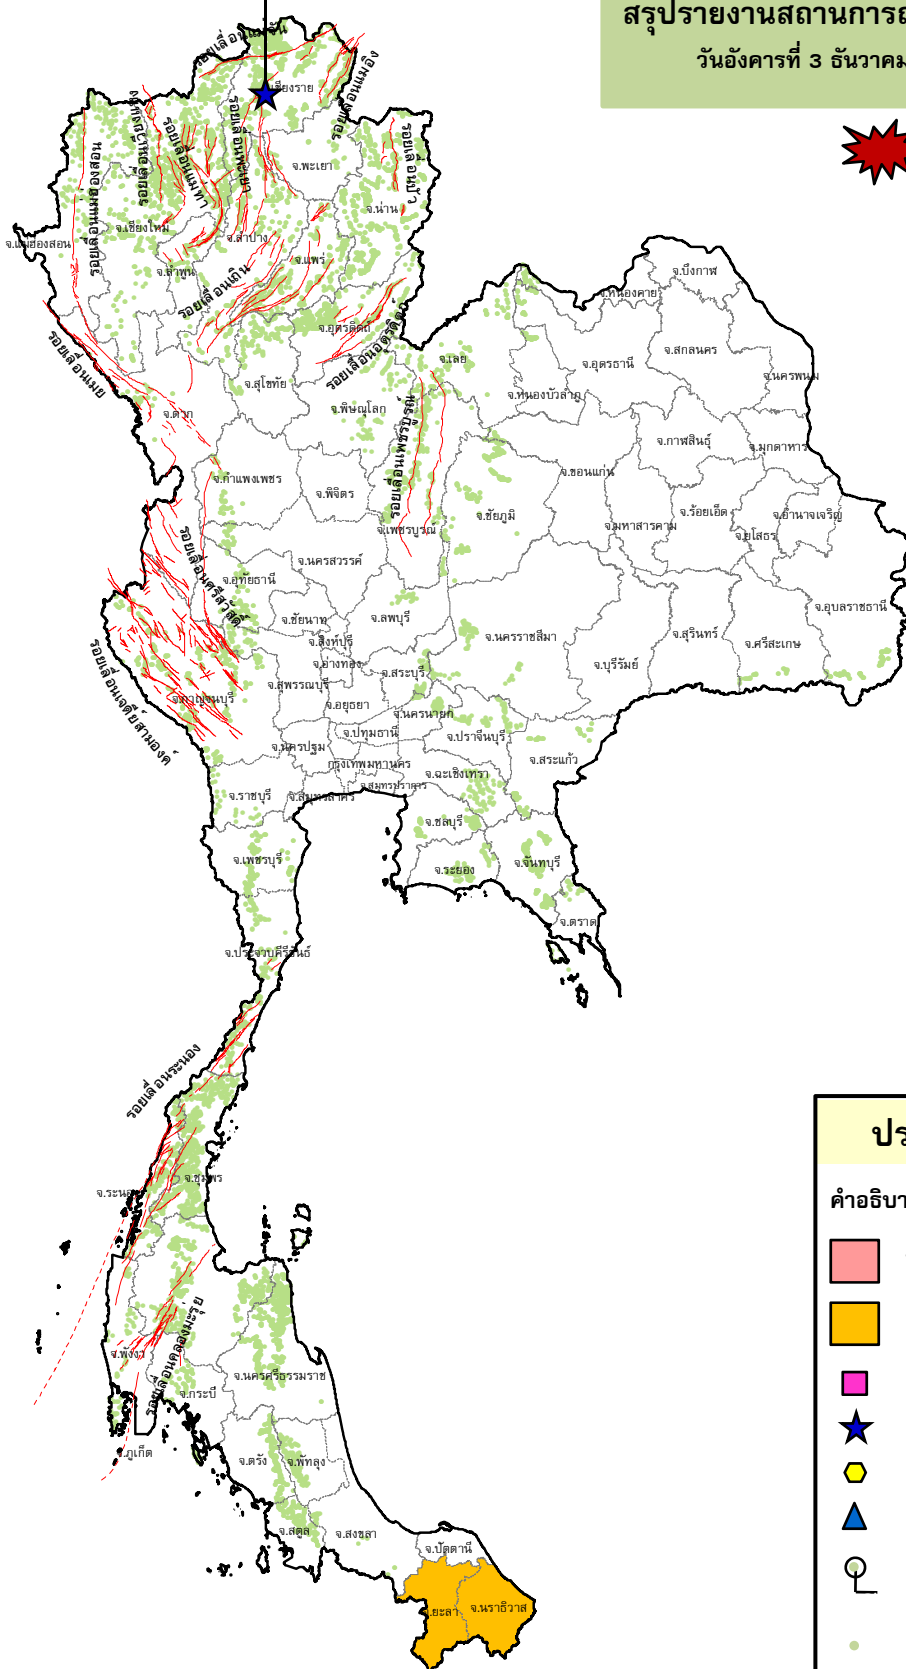 สรุปรายงานสถานการณ์
วันอังคารที่ 3 ธันวาคม
รอยเลื่อนแม่จัน
รอยเลื่อนแม่อิง
จ.เชียงราย
รอยเลื่อนพะเยา
รอยเลื่อนแม่ทา
รอยเลื่อนปัว
รอยเลื่อนแม่ฮ่องสอน
จ.พะเยา
จ.น่าน
จ.เชียงใหม่
จ.แม่ฮ่องสอน
จ.ลำปาง
จ.แพร่
จ.ลำพูน
รอยเลื่อนเถิน
จ.อุตรดิตถ์
รอยเลื่อนอุตรดิตถ์
รอยเลื่อนเมย
จ.สุโขทัย
จ.ตาก
จ.พิษณุโลก
จ.เลย
จ.หนองคาย
จ.บึงกาฬ
จ.สกลนคร
จ.อุดรธานี
จ.นครพนม
จ.หนองบัวลำภู
จ.กาฬสินธุ์
จ.มุกดาหาร
จ.ขอนแก่น
รอยเลื่อนเพชรบูรณ์
จ.กำแพงเพชร
จ.พิจิตร
จ.เพชรบูรณ์
จ.ชัยภูมิ
จ.มหาสารคาม
จ.ร้อยเอ็ด
จ.ยโสธร
จ.อำนาจเจริญ
จ.อุบลราชธานี
จ.นครสวรรค์
รอยเลื่อนศรีสวัสดิ์
จ.อุทัยธานี
จ.ชัยนาท
จ.ลพบุรี
จ.สิงห์บุรี
จ.อ่างทอง
จ.นครราชสีมา
จ.บุรีรัมย์
จ.สุรินทร์
จ.ศรีสะเกษ
รอยเลื่อนเจดีย์สามองค์
จ.กาญจนบุรี
จ.สุพรรณบุรี
จ.สระบุรี
จ.อยุธยา
จ.นครนายก
จ.ปทุมธานี
จ.ปราจีนบุรี
จ.สระแก้ว
จ.นครปฐม
กรุงเทพมหานคร
จ.ฉะเชิงเทรา
จ.สมุทรปราการ
จ.สมุทรสาคร
จ.ราชบุรี
จ.ชลบุรี
จ.เพชรบุรี
จ.ระยอง
จ.จันทบุรี
จ.ตราด
จ.ประจวบคีรีขันธ์
รอยเลื่อนระนอง
จ.ชุมพร
จ.ระนอง
จ.พังงา
รอยเลื่อนคลองมะรุ่ย
จ.กระบี่
จ.นครศรีธรรมราช
จ.ภูเก็ต
จ.ตรัง
จ.พัทลุง
จ.สตูล
จ.สงขลา
จ.ปัตตานี
จ.ยะลา
จ.นราธิวาส
ปร
คำอธิบา